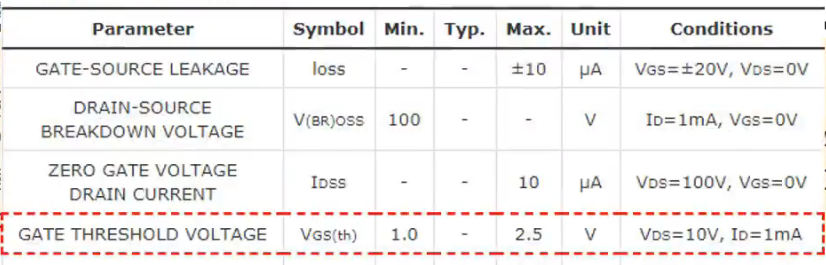 Parameter Symbol Min. Typ. Max. Unit Conditions
GATE-SOURCE LEAKAGE loss - - ±10 μA VGS=±20V, VDS=0V
DRAIN-SOURCE
BREAKDOWN VOLTAGE V(BR)OSS 100 - - V ID=1mA, VGS=0V
ZERO GATE VOLTAGE
DRAIN CURRENT IDSS - - 10 μA VDS=100V, VGS=0V
GATE THRESHOLD VOLTAGE VGS(th) 1.0 - 2.5 V VDS=10V, ID=1mA